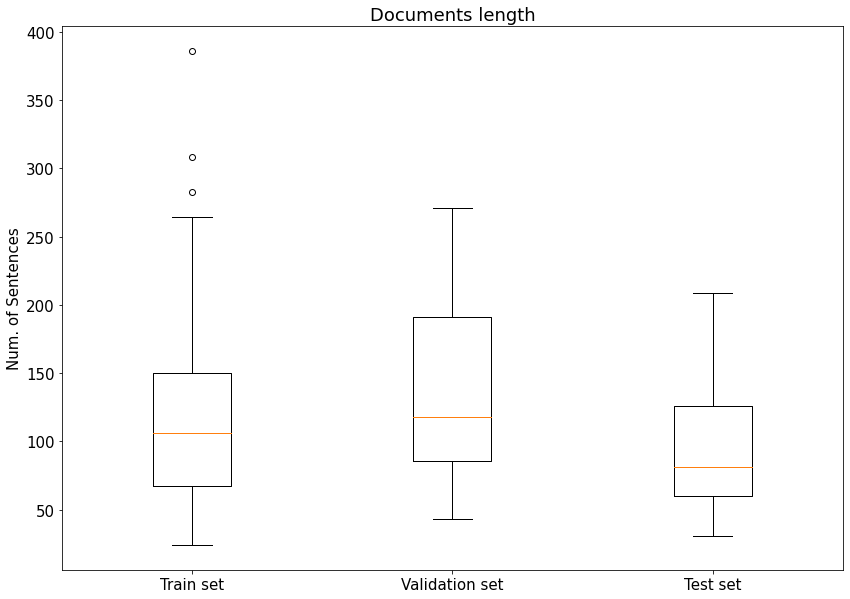 Documents length
400
350
300
250
200
150
100
50
Num. of Sentences
Train set
Validation set
Test set